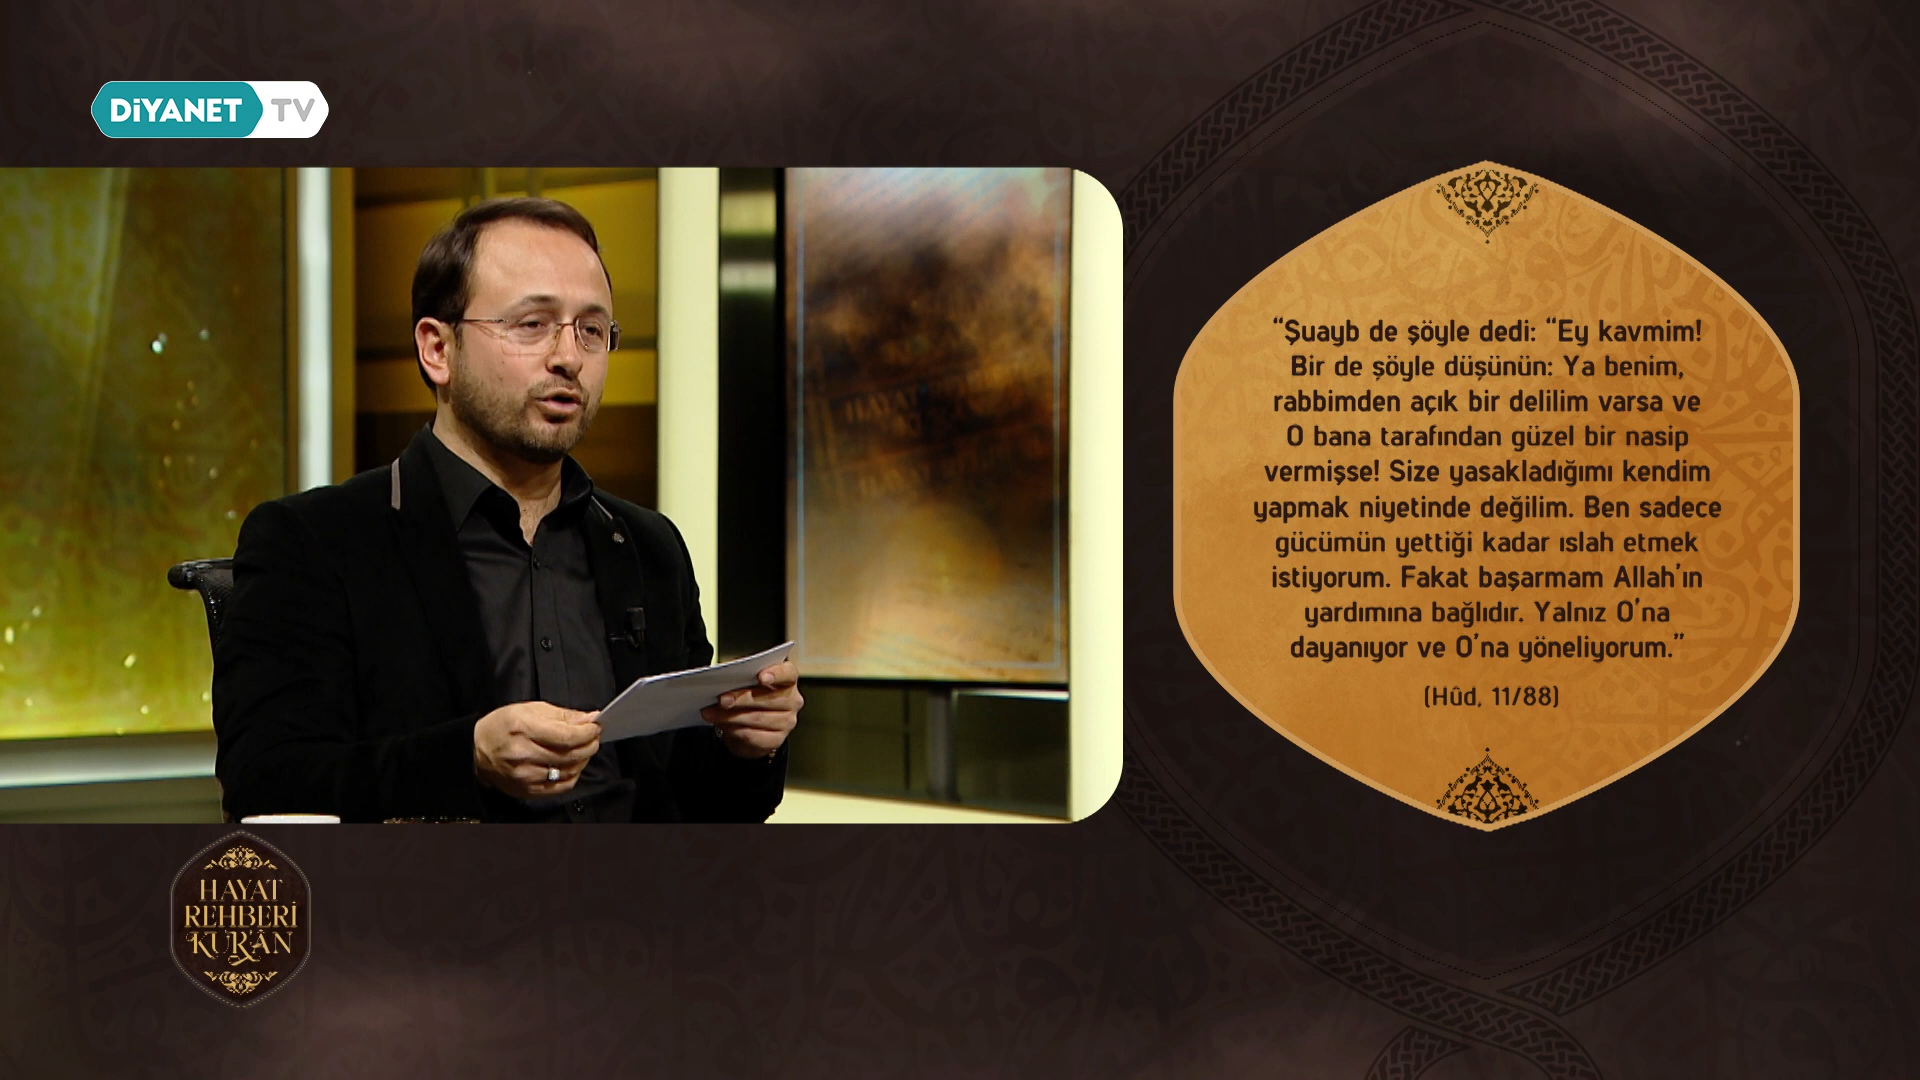 DiYANET TV
“Şuayb de şöyle dedi: “Ey kavmim!
Bir de şöyle düşünün: Ya benim,
rabbimden açık bir delilim varsa ve
O bana tarafından güzel bir nasip
vermişse! Size yasakladığımı kendim
yapmak niyetinde değilim. Ben sadece
gücümün yettiği kadar ıslah etmek
istiyorum. Fakat başarmam Allah’ın
yardımına bağlıdır. Yalnız O’na
dayanıyor ve O’na yöneliyorum.”
(Hûd, 11/88)
HAYAT
REHBERİ
KUR’ÂN